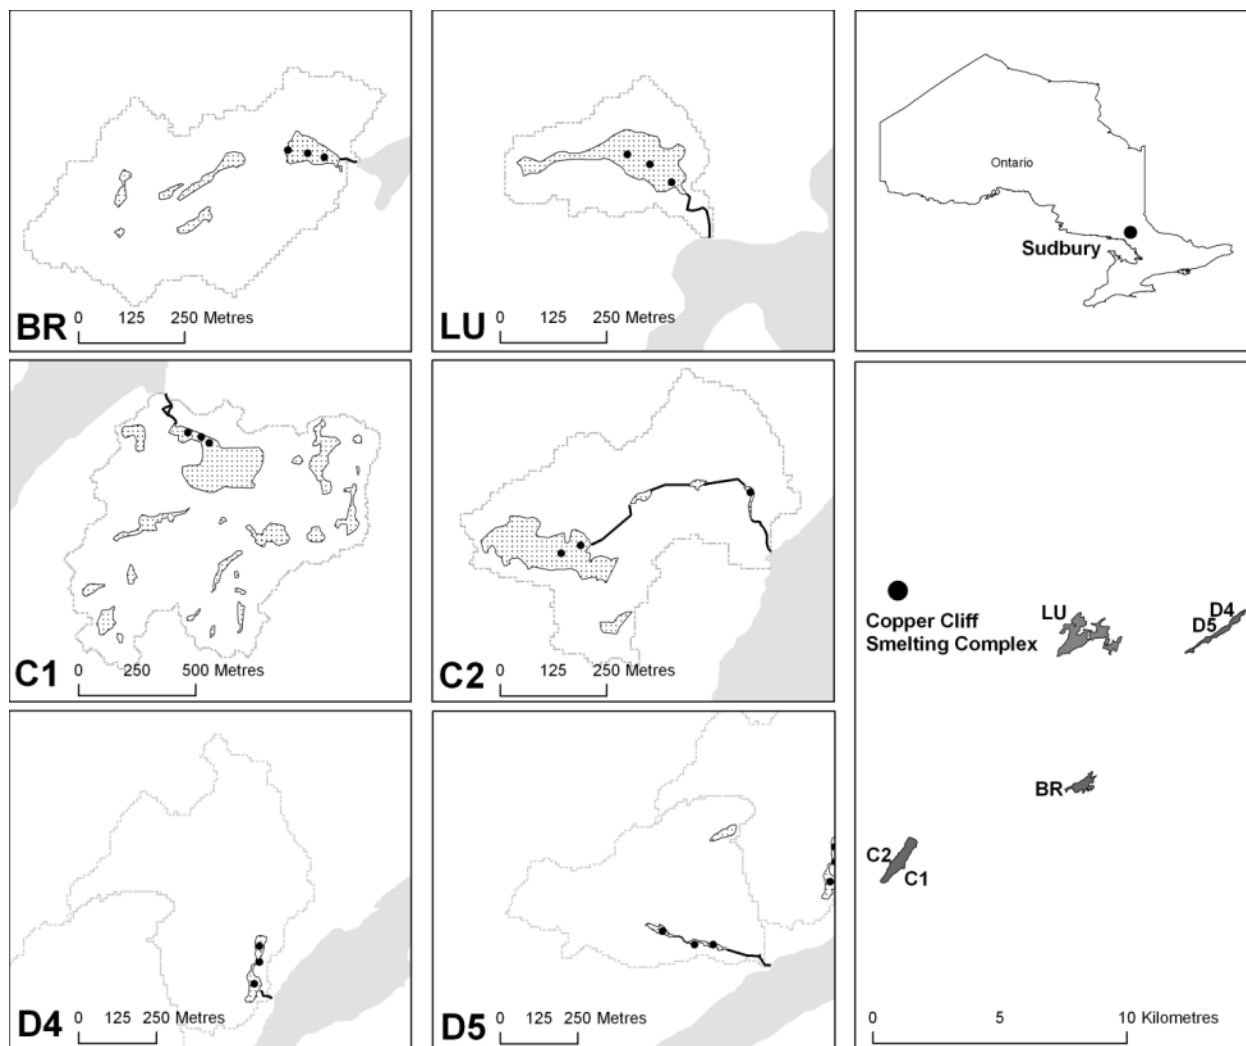 BR
0 125 250 Metres
LU
0 125 250 Metres
Ontario
Sudbury
C1
0 250 500 Metres
C2
0 125 250 Metres
D4
0 125 250 Metres
D5
0 125 250 Metres
Copper Cliff
Smelting Complex
LU
D4
D5
BR
C2
C1
0 5 10 Kilometres